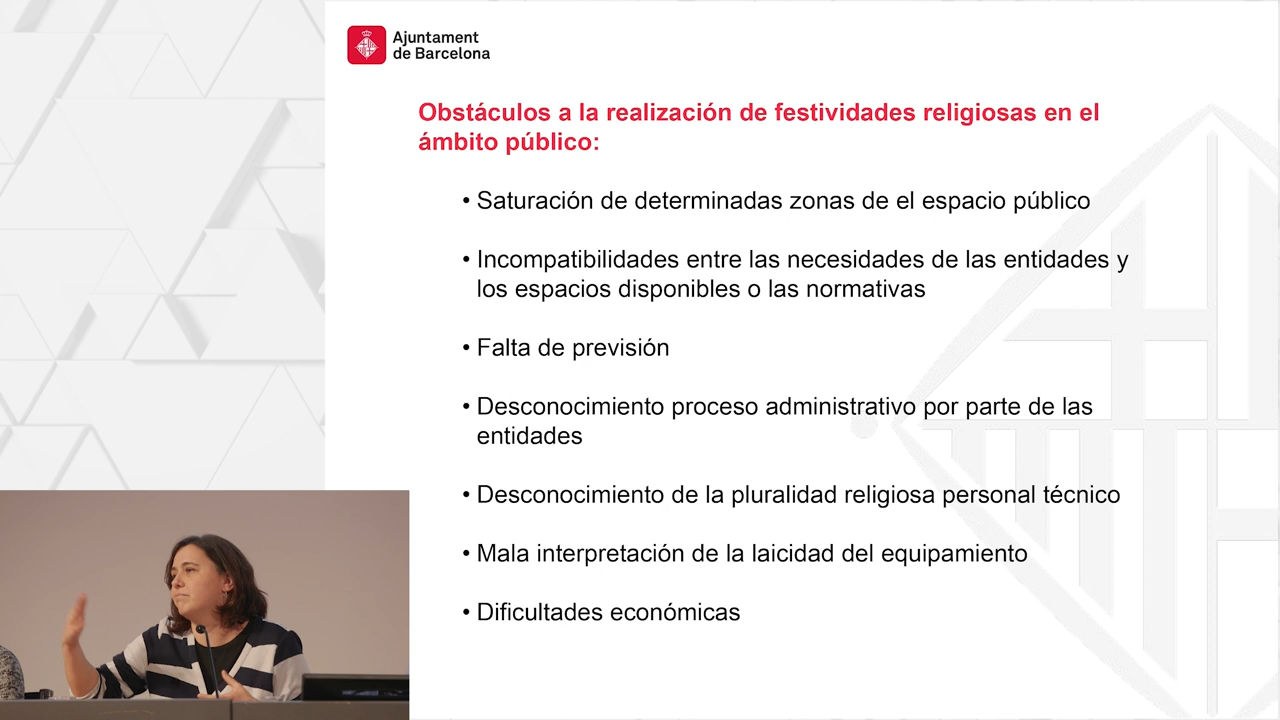 Ajuntament
de Barcelona
Obstáculos a la realización de festividades religiosas en el
ámbito público:
• Saturación de determinadas zonas de el espacio público
• Incompatibilidades entre las necesidades de las entidades y
los espacios disponibles o las normativas
• Falta de previsión
• Desconocimiento proceso administrativo por parte de las
entidades
• Desconocimiento de la pluralidad religiosa personal técnico
• Mala interpretación de la laicidad del equipamiento
• Dificultades económicas